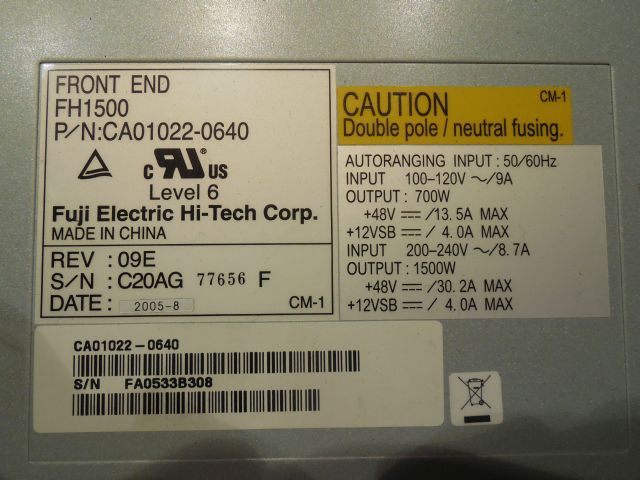 FRONT END
FH1500
P/N:CA01022-0640
c RU US
Level 6
Fuji Electric Hi-Tech Corp.
MADE IN CHINA
REV : 09E
S/N : C20AG 77656 F
DATE : 2005-8 CM-1
CAUTION CM-1
Double pole / neutral fusing.
AUTORANGING INPUT : 50/60Hz
INPUT 100-120V ~/9A
OUTPUT : 700W
+48V ⎓/13.5A MAX
+12VSB ⎓/ 4.0A MAX
INPUT 200-240V ~/8.7A
OUTPUT : 1500W
+48V ⎓/30.2A MAX
+12VSB ⎓/ 4.0A MAX
CA01022-0640
S/N FA0533B308